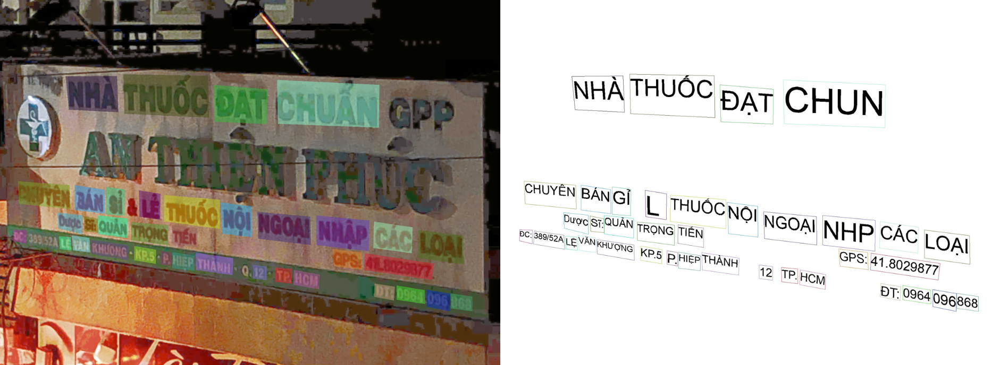 NHÀ THUỐC ĐẠT CHUẨN GPP
AN THIÊN PHÚC
CHUYÊN BÁN SỈ & LẺ THUỐC NỘI NGOẠI NHẬP CÁC LOẠI
Dược Sĩ: QUẢN TRỌNG TIẾN
GPS: 41.8029877
ĐC: 389/52A LÊ VĂN KHƯƠNG - KP.5 - P. HIỆP THÀNH - Q.12 - TP. HCM
ĐT: 0964 096 868
NHÀ THUỐC ĐẠT CHUN
CHUYÊN BÁN GỈ L THUỐC NỘI NGOẠI NHP CÁC LOẠI
Dược Sĩ: QUẢN TRỌNG TIẾN
GPS: 41.8029877
ĐC: 389/52A LỆ VĂN KHƯỢNG KP.5 P. HIỆP THÀNH 12 TP. HCM
ĐT: 0964 096 868